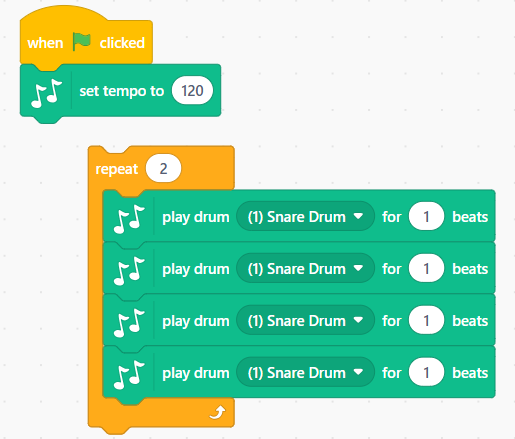 when clicked
set tempo to 120
repeat 2
play drum (1) Snare Drum for 1 beats
play drum (1) Snare Drum for 1 beats
play drum (1) Snare Drum for 1 beats
play drum (1) Snare Drum for 1 beats